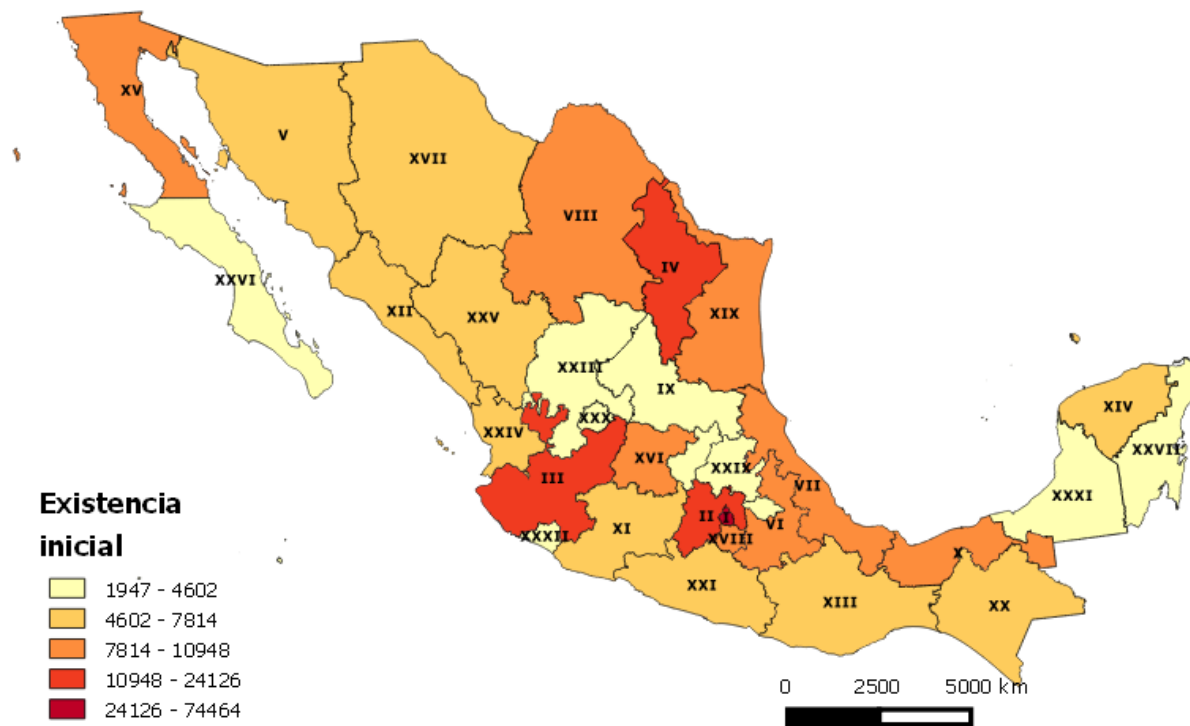 XV
V
XVII
VIII
XXVI
IV
XII
XXV
XIX
XXIII
IX
XXX
XXIV
XIV
XVI
XXIX
XXVII
III
VII
XXXI
II
I
VI
XXXII
XI
XVIII
X
XXI
XIII
XX
Existencia
inicial
1947 - 4602
4602 - 7814
7814 - 10948
10948 - 24126
24126 - 74464
0 2500 5000 km